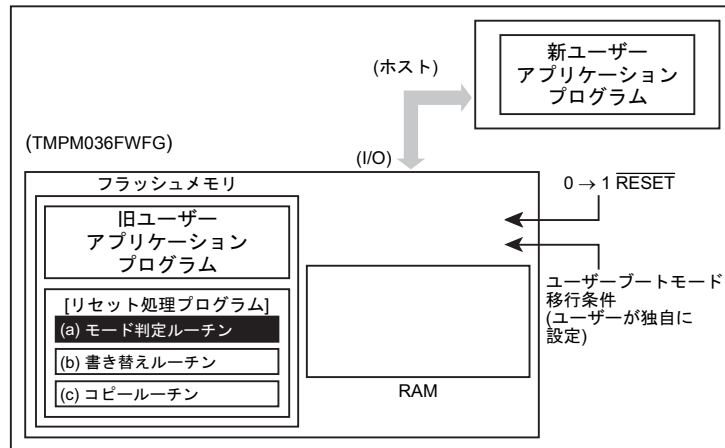 新ユーザー
アプリケーション
プログラム
(ホスト)
(TMPM036FWFG)
(I/O)
フラッシュメモリ
旧ユーザー
アプリケーション
プログラム
[リセット処理プログラム]
(a) モード判定ルーチン
(b) 書き替えルーチン
(c) コピールーチン
RAM
0 → 1 RESET
ユーザーブートモード
移行条件
(ユーザーが独自に
設定)